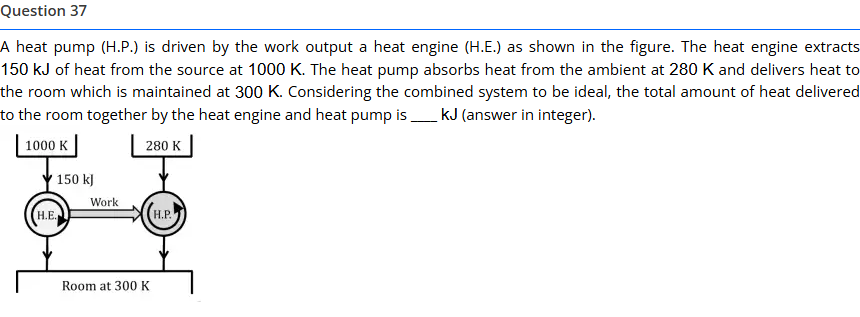 Question 37
A heat pump (H.P.) is driven by the work output a heat engine (H.E.) as shown in the figure. The heat engine extracts
150 kJ of heat from the source at 1000 K. The heat pump absorbs heat from the ambient at 280 K and delivers heat to
the room which is maintained at 300 K. Considering the combined system to be ideal, the total amount of heat delivered
to the room together by the heat engine and heat pump is ___ kJ (answer in integer).
1000 K
280 K
150 kJ
Work
H.E.
H.P.
Room at 300 K